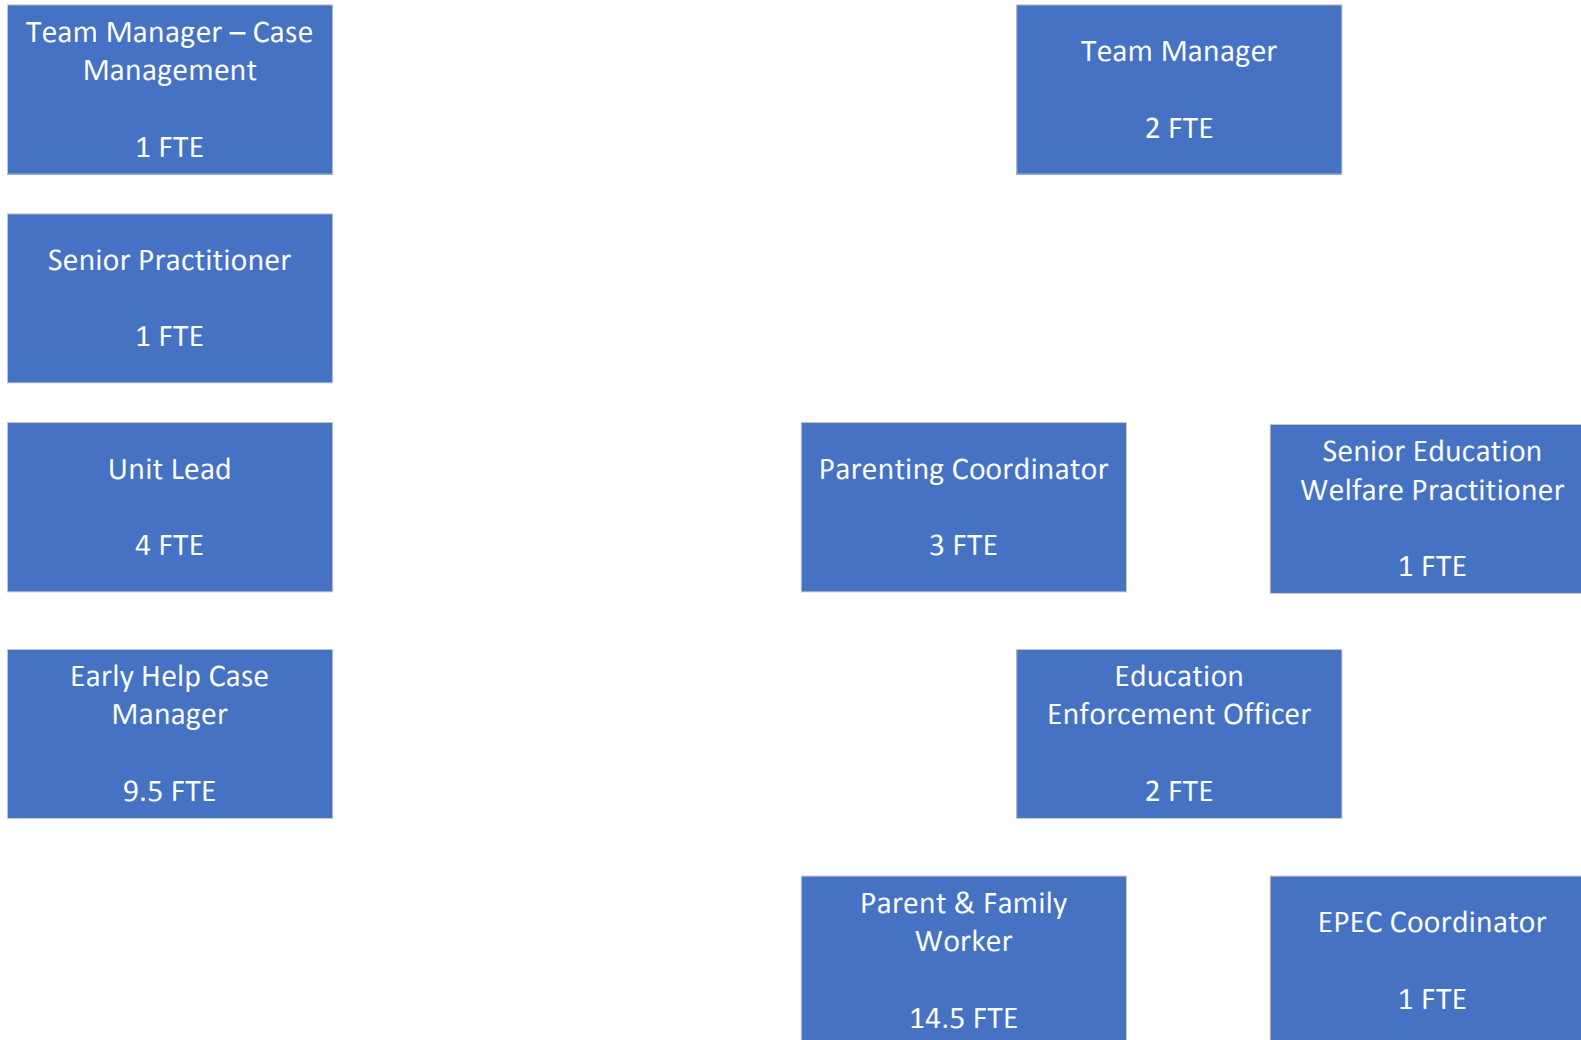 Team Manager – Case
Management
1 FTE
Team Manager
2 FTE
Senior Practitioner
1 FTE
Unit Lead
4 FTE
Parenting Coordinator
3 FTE
Senior Education
Welfare Practitioner
1 FTE
Early Help Case
Manager
9.5 FTE
Education
Enforcement Officer
2 FTE
Parent & Family
Worker
14.5 FTE
EPEC Coordinator
1 FTE